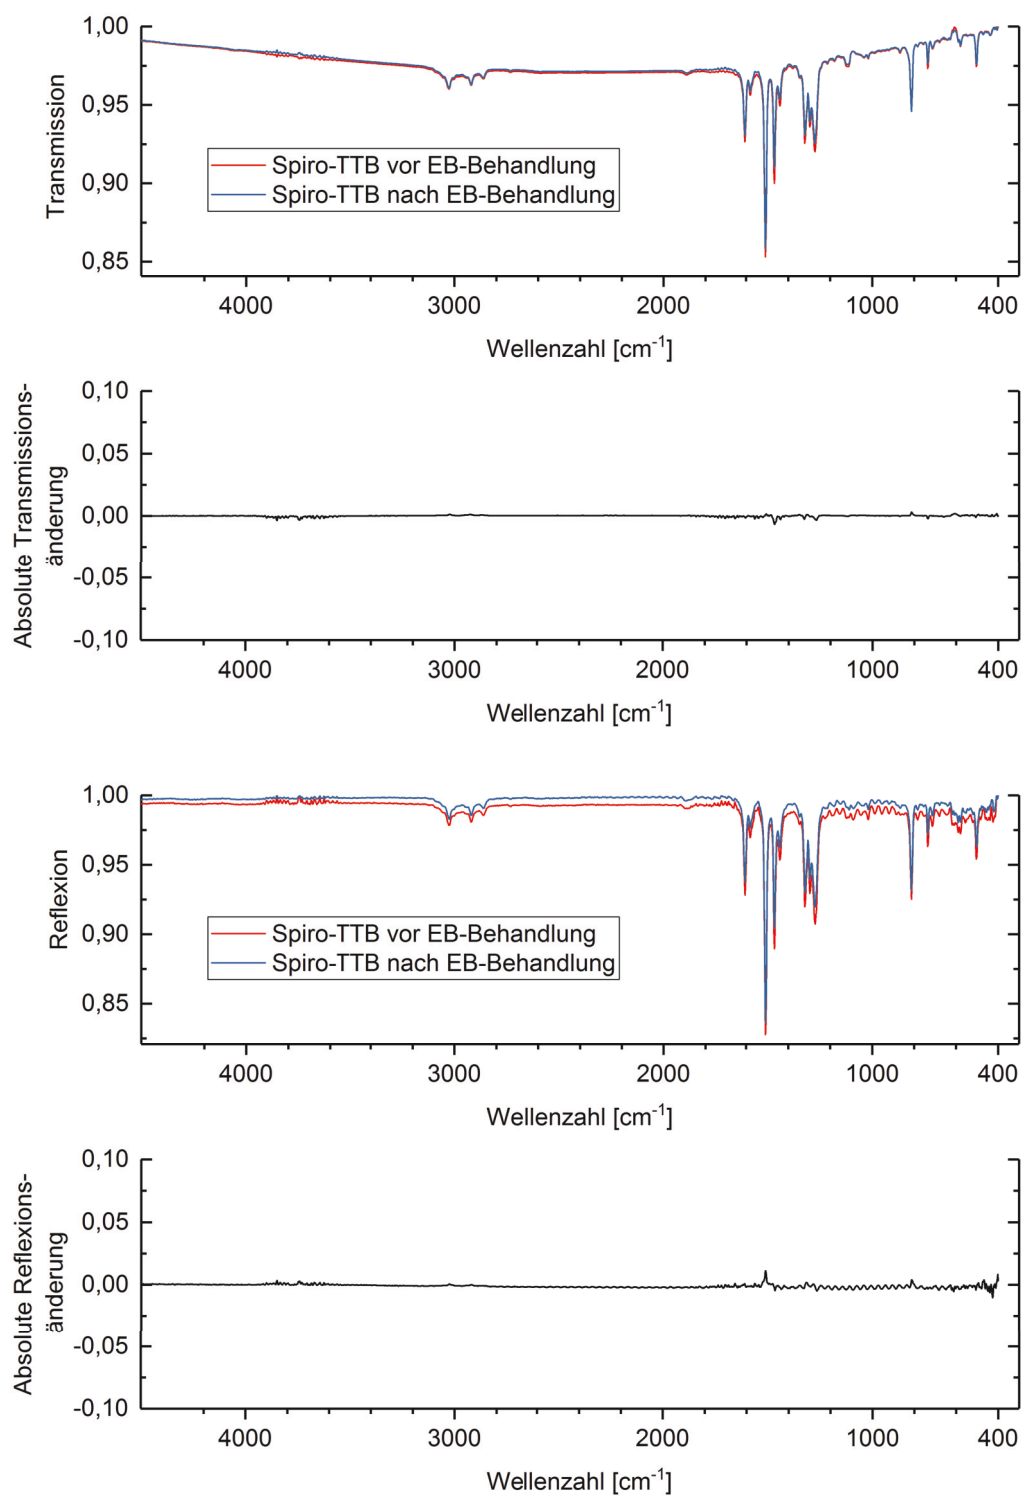 1,00
0,95
0,90
0,85
Transmission
Spiro-TTB vor EB-Behandlung
Spiro-TTB nach EB-Behandlung
4000 3000 2000 1000 400
Wellenzahl [cm⁻¹]
0,10
0,05
0,00
-0,05
-0,10
Absolute Transmissions-
änderung
4000 3000 2000 1000 400
Wellenzahl [cm⁻¹]
1,00
0,95
0,90
0,85
Reflexion
Spiro-TTB vor EB-Behandlung
Spiro-TTB nach EB-Behandlung
4000 3000 2000 1000 400
Wellenzahl [cm⁻¹]
0,10
0,05
0,00
-0,05
-0,10
Absolute Reflexions-
änderung
4000 3000 2000 1000 400
Wellenzahl [cm⁻¹]